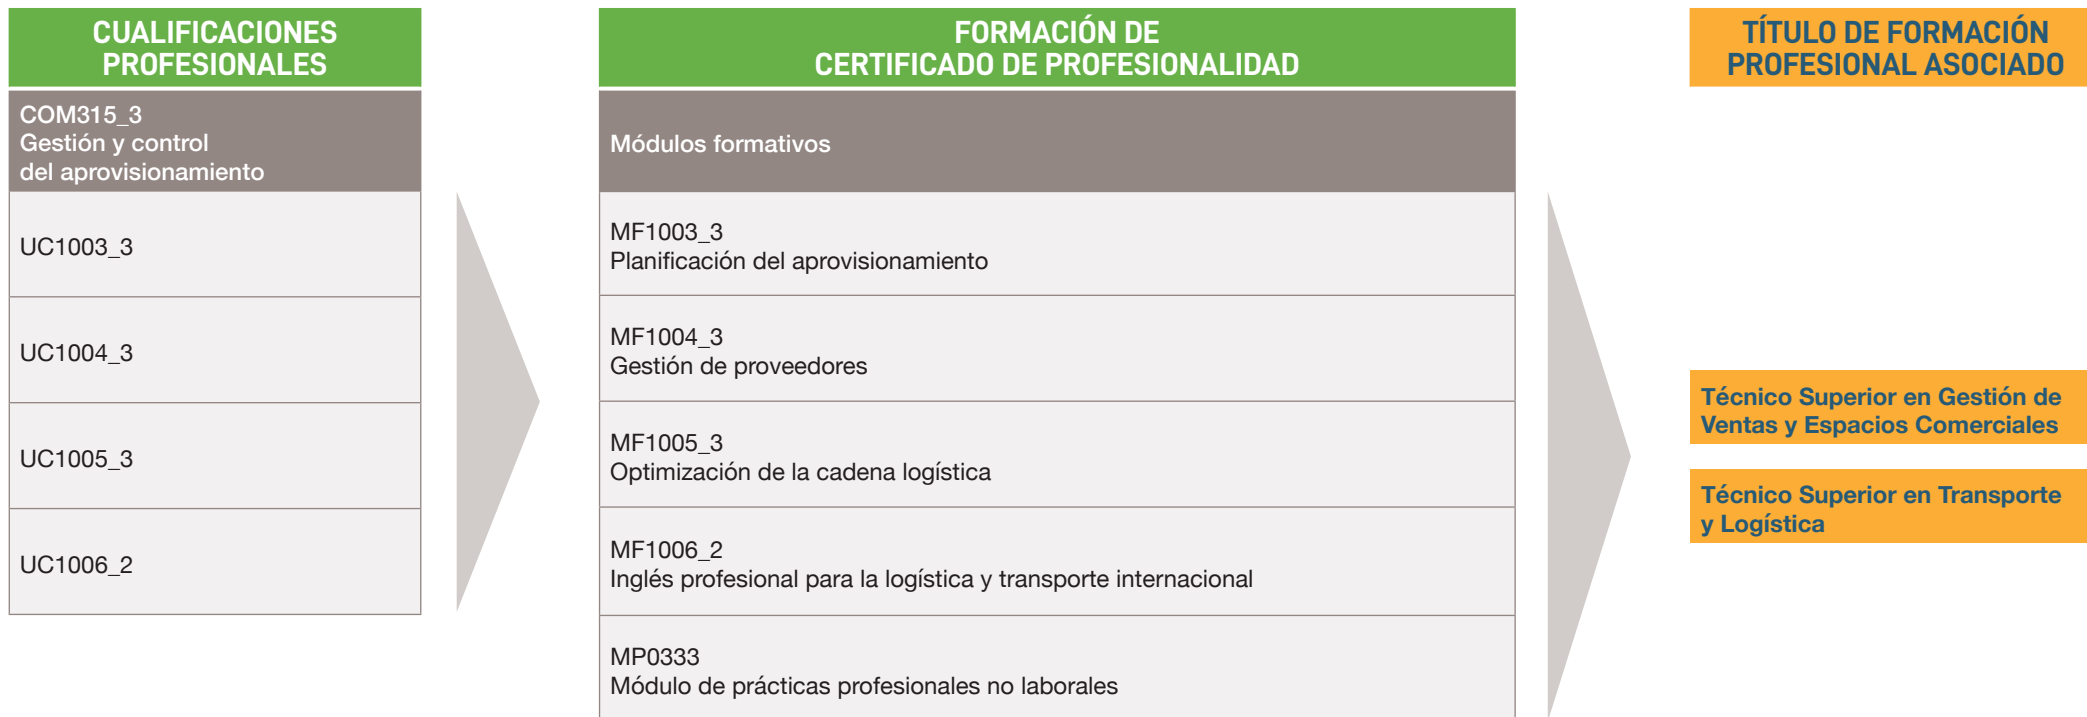 CUALIFICACIONES
PROFESIONALES
COM315_3
Gestión y control
del aprovisionamiento
UC1003_3
UC1004_3
UC1005_3
UC1006_2
FORMACIÓN DE
CERTIFICADO DE PROFESIONALIDAD
Módulos formativos
MF1003_3
Planificación del aprovisionamiento
MF1004_3
Gestión de proveedores
MF1005_3
Optimización de la cadena logística
MF1006_2
Inglés profesional para la logística y transporte internacional
MP0333
Módulo de prácticas profesionales no laborales
TÍTULO DE FORMACIÓN
PROFESIONAL ASOCIADO
Técnico Superior en Gestión de
Ventas y Espacios Comerciales
Técnico Superior en Transporte
y Logística